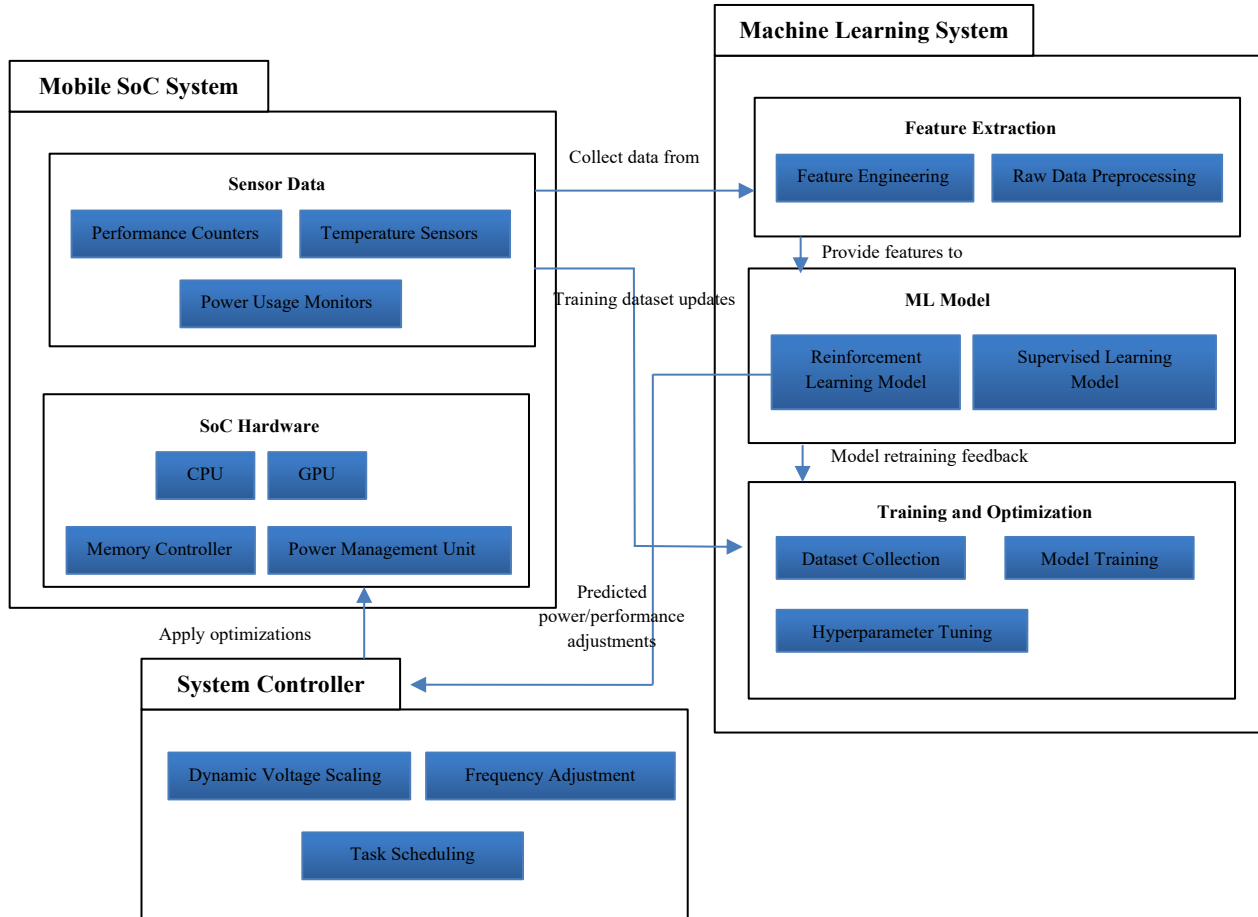 Machine Learning System
Mobile SoC System
Feature Extraction
Feature Engineering
Raw Data Preprocessing
Collect data from
Sensor Data
Performance Counters
Temperature Sensors
Power Usage Monitors
Provide features to
Training dataset updates
ML Model
Reinforcement
Learning Model
Supervised Learning
Model
SoC Hardware
CPU
GPU
Memory Controller
Power Management Unit
Model retraining feedback
Training and Optimization
Dataset Collection
Model Training
Hyperparameter Tuning
Predicted
power/performance
adjustments
Apply optimizations
System Controller
Dynamic Voltage Scaling
Frequency Adjustment
Task Scheduling